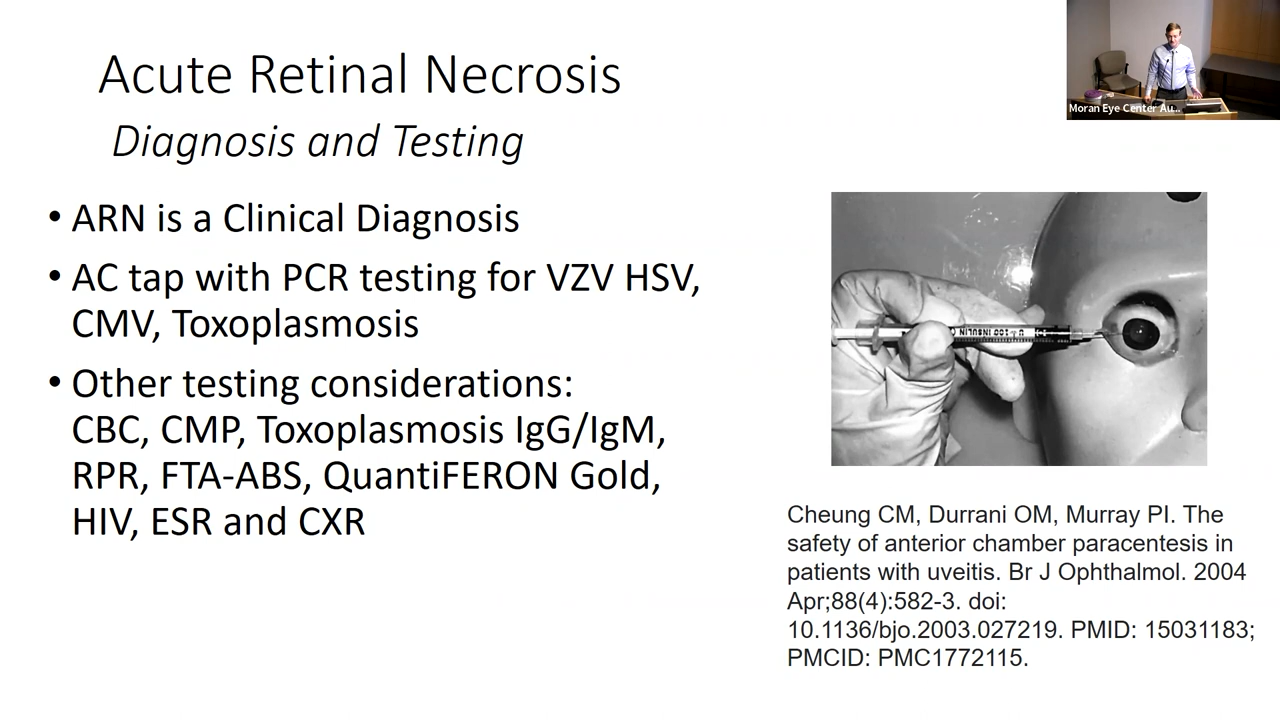 Acute Retinal Necrosis
Diagnosis and Testing
Moran Eye Center Au...
• ARN is a Clinical Diagnosis
• AC tap with PCR testing for VZV HSV,
CMV, Toxoplasmosis
• Other testing considerations:
CBC, CMP, Toxoplasmosis IgG/IgM,
RPR, FTA-ABS, QuantiFERON Gold,
HIV, ESR and CXR
U-100 INSULIN
Cheung CM, Durrani OM, Murray PI. The
safety of anterior chamber paracentesis in
patients with uveitis. Br J Ophthalmol. 2004
Apr;88(4):582-3. doi:
10.1136/bjo.2003.027219. PMID: 15031183;
PMCID: PMC1772115.